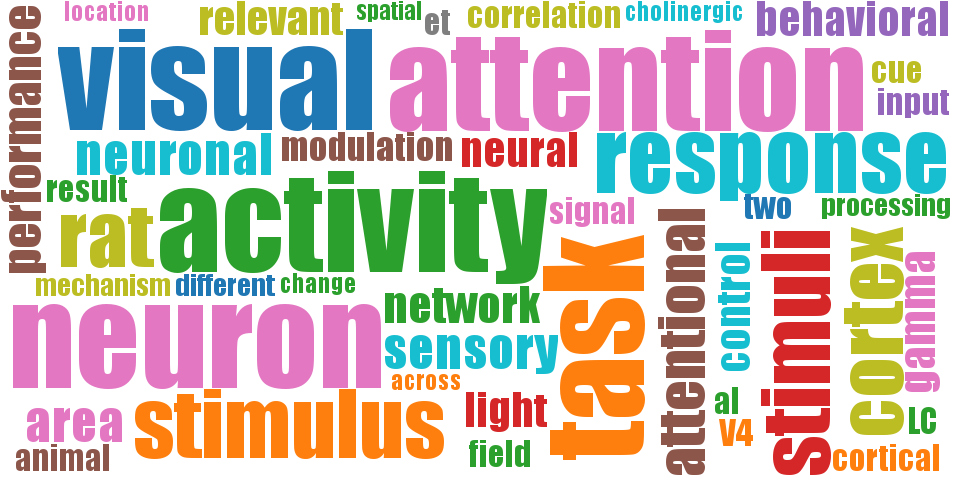 location
relevant
spatial
et
correlation
cholinergic
behavioral
performance
visual
attention
cue
input
neuronal
modulation
neural
response
result
rat
activity
signal
two
processing
mechanism
different
change
task
attentional
control
stimuli
cortex
gamma
neuron
network
sensory
across
area
stimulus
light
al
V4
LC
animal
field
cortical